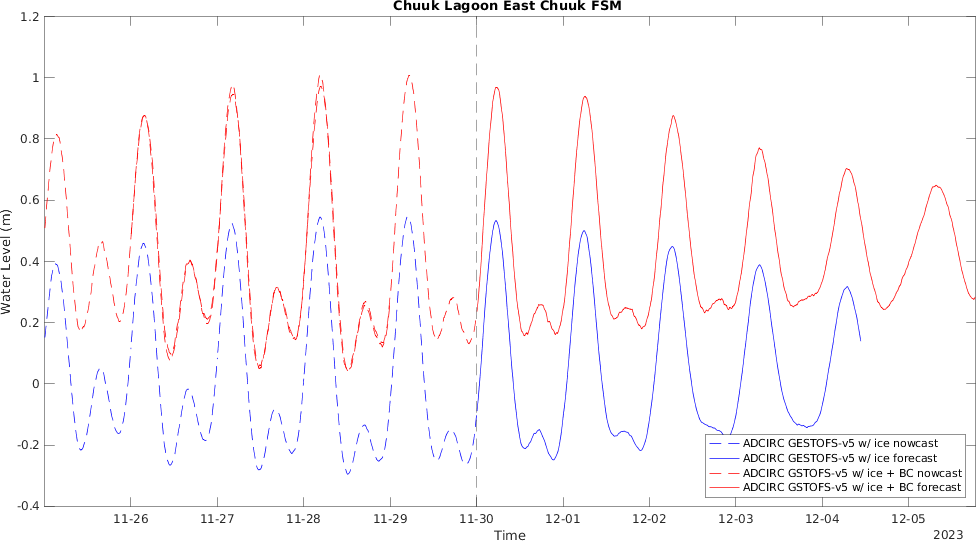 Chuuk Lagoon East Chuuk FSM
1.2
1
0.8
0.6
0.4
0.2
0
-0.2
-0.4
Water Level (m)
11-26
11-27
11-28
11-29
11-30
12-01
12-02
12-03
12-04
12-05
Time
2023
ADCIRC GESTOFS-v5 w/ ice nowcast
ADCIRC GESTOFS-v5 w/ ice forecast
ADCIRC GSTOFS-v5 w/ ice + BC nowcast
ADCIRC GSTOFS-v5 w/ ice + BC forecast